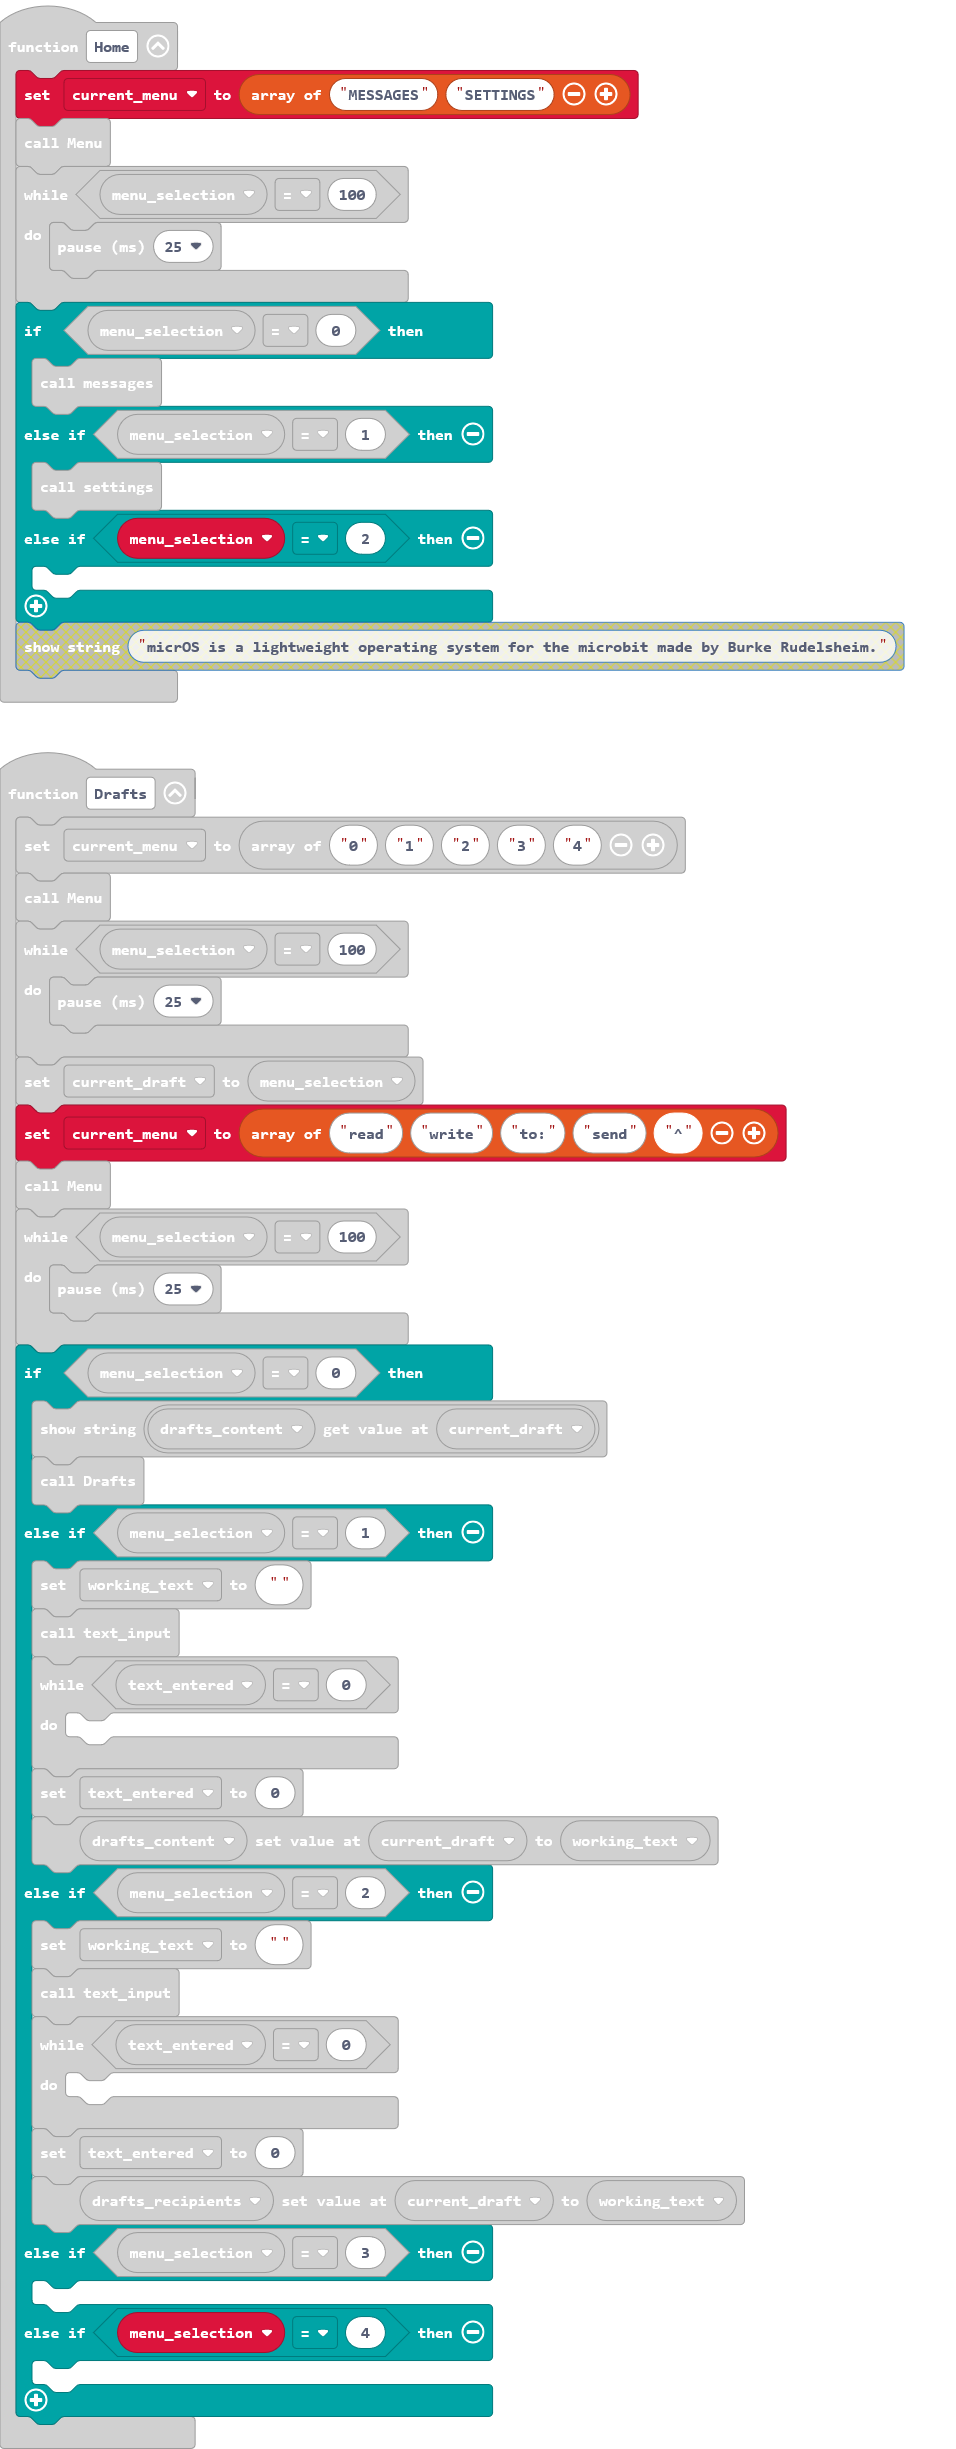 function Home
set current_menu to array of "MESSAGES" "SETTINGS"
call Menu
while menu_selection = 100
do pause (ms) 25
if menu_selection = 0 then
call messages
else if menu_selection = 1 then
call settings
else if menu_selection = 2 then
show string "micrOS is a lightweight operating system for the microbit made by Burke Rudelsheim."
function Drafts
set current_menu to array of "0" "1" "2" "3" "4"
call Menu
while menu_selection = 100
do pause (ms) 25
set current_draft to menu_selection
set current_menu to array of "read" "write" "to:" "send" "^"
call Menu
while menu_selection = 100
do pause (ms) 25
if menu_selection = 0 then
show string drafts_content get value at current_draft
call Drafts
else if menu_selection = 1 then
set working_text to ""
call text_input
while text_entered = 0
do
set text_entered to 0
drafts_content set value at current_draft to working_text
else if menu_selection = 2 then
set working_text to ""
call text_input
while text_entered = 0
do
set text_entered to 0
drafts_recipients set value at current_draft to working_text
else if menu_selection = 3 then
else if menu_selection = 4 then